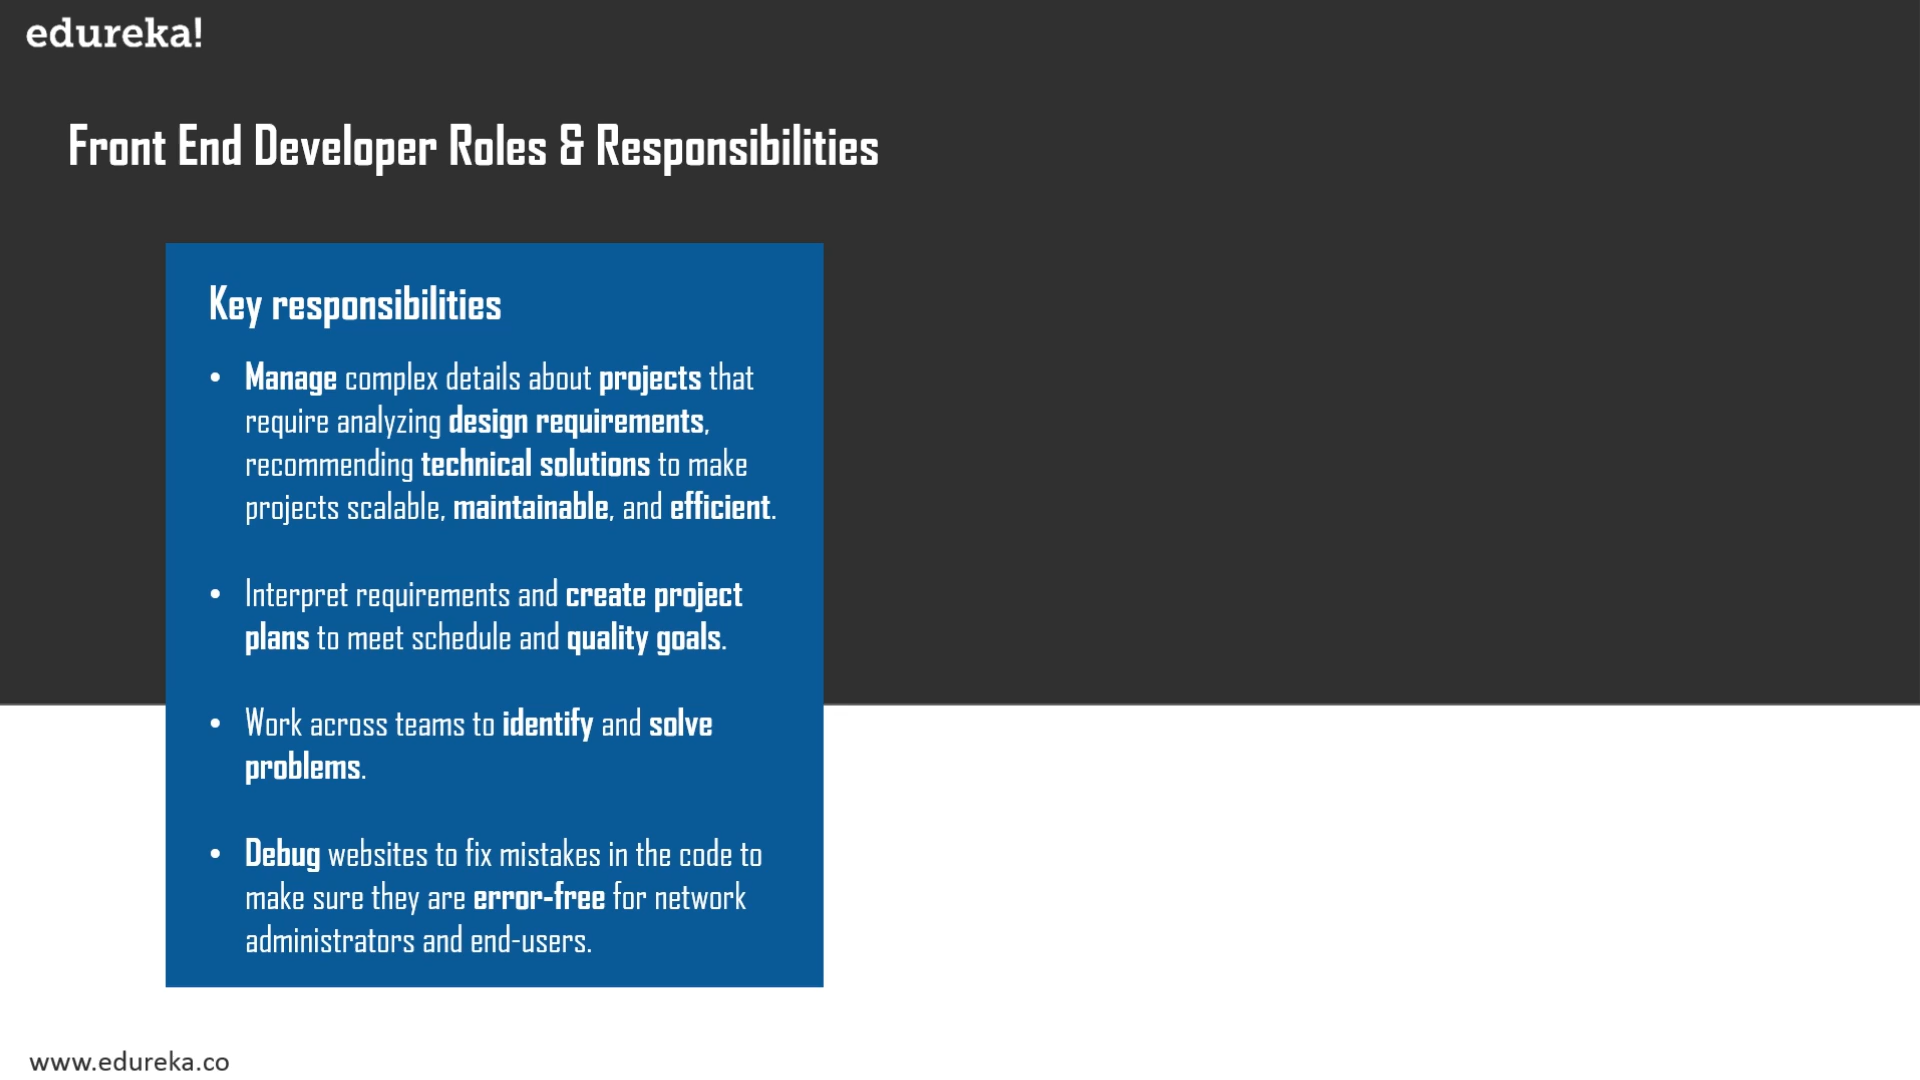 edureka!
Front End Developer Roles & Responsibilities
Key responsibilities
• Manage complex details about projects that
require analyzing design requirements,
recommending technical solutions to make
projects scalable, maintainable, and efficient.
• Interpret requirements and create project
plans to meet schedule and quality goals.
• Work across teams to identify and solve
problems.
• Debug websites to fix mistakes in the code to
make sure they are error-free for network
administrators and end-users.
www.edureka.co